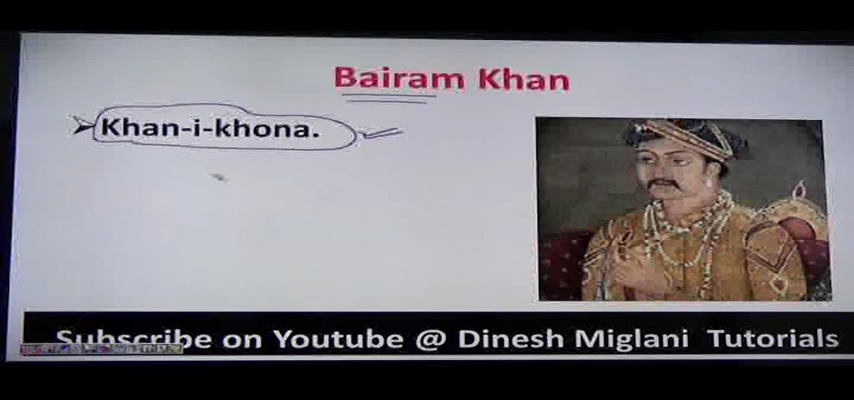 Bairam Khan
Khan-i-khona.
Subscribe on Youtube @ Dinesh Miglani Tutorials